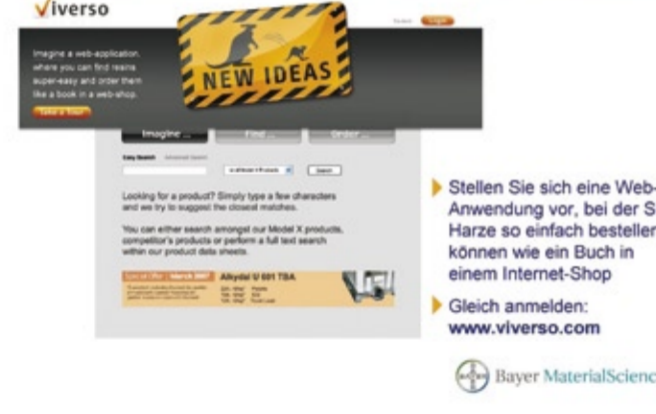 Viverso
Login
Imagine a web-application,
where you can find resins
super-easy and order them
like a book in a web-shop.
Take a Tour
NEW IDEAS
Imagine ...
Find ...
Order ...
Easy Search Advanced Search
Search
Looking for a product? Simply type a few characters
and we try to suggest the closest matches.
You can either search amongst our Model X products,
competitor's products or perform a full text search
within our product data sheets.
Special Offer | March 2007
Alkydal U 601 TBA
Stellen Sie sich eine Web-
Anwendung vor, bei der S
Harze so einfach bestellen
können wie ein Buch in
einem Internet-Shop
Gleich anmelden:
www.viverso.com
BAYER
Bayer MaterialScienc